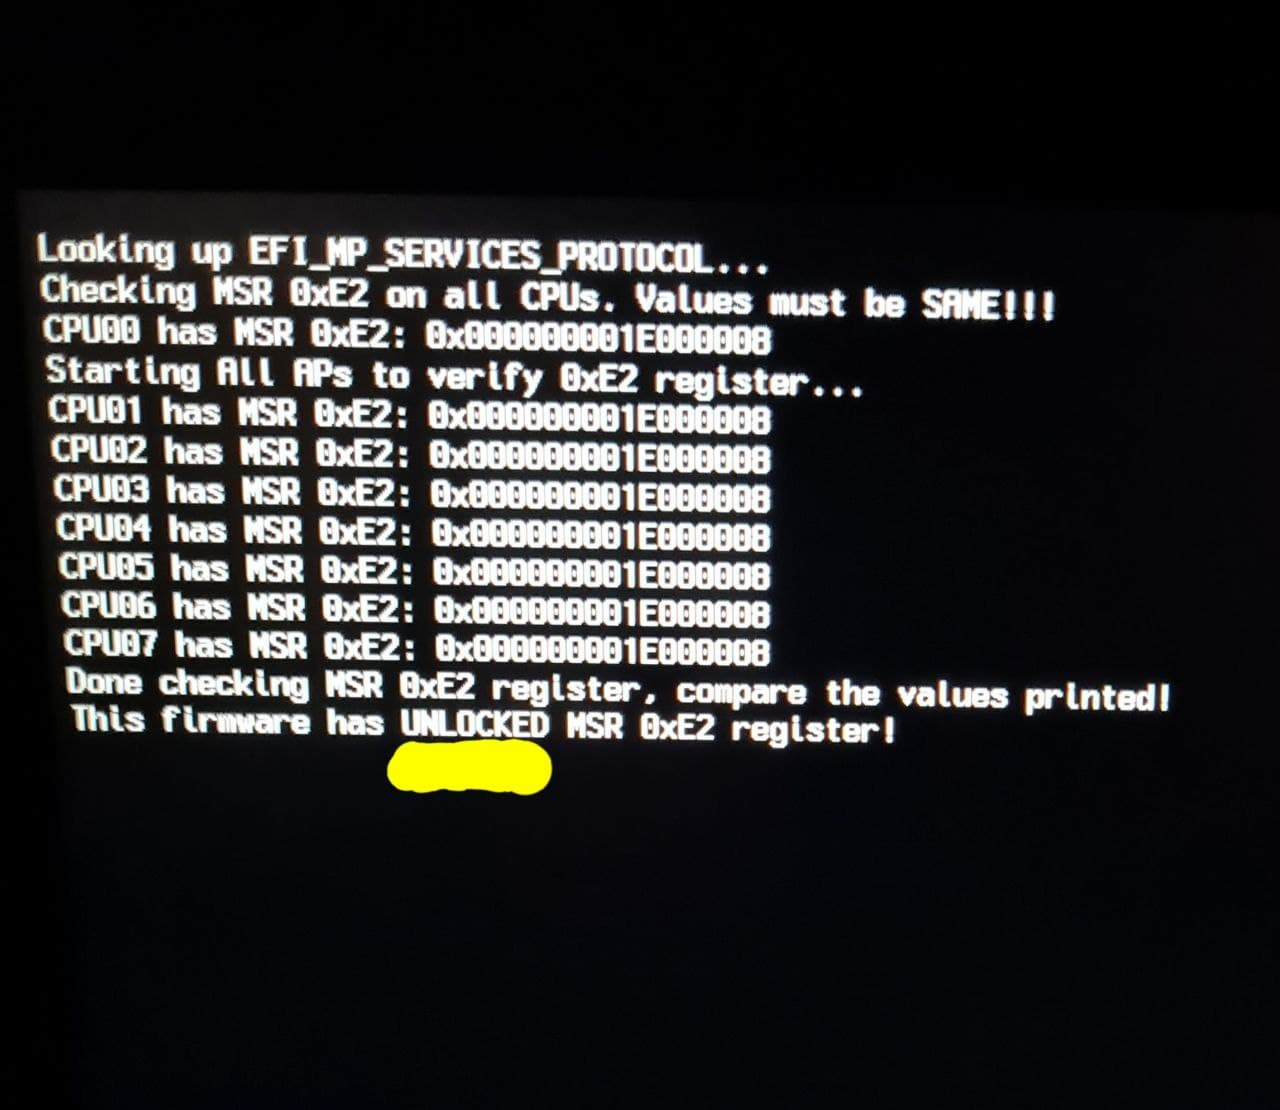 Looking up EFI_MP_SERVICES_PROTOCOL...
Checking MSR 0xE2 on all CPUs. Values must be SAME!!!
CPU00 has MSR 0xE2: 0x000000001E000008
Starting All APs to verify 0xE2 register...
CPU01 has MSR 0xE2: 0x000000001E000008
CPU02 has MSR 0xE2: 0x000000001E000008
CPU03 has MSR 0xE2: 0x000000001E000008
CPU04 has MSR 0xE2: 0x000000001E000008
CPU05 has MSR 0xE2: 0x000000001E000008
CPU06 has MSR 0xE2: 0x000000001E000008
CPU07 has MSR 0xE2: 0x000000001E000008
Done checking MSR 0xE2 register, compare the values printed!
This firmware has UNLOCKED MSR 0xE2 register!